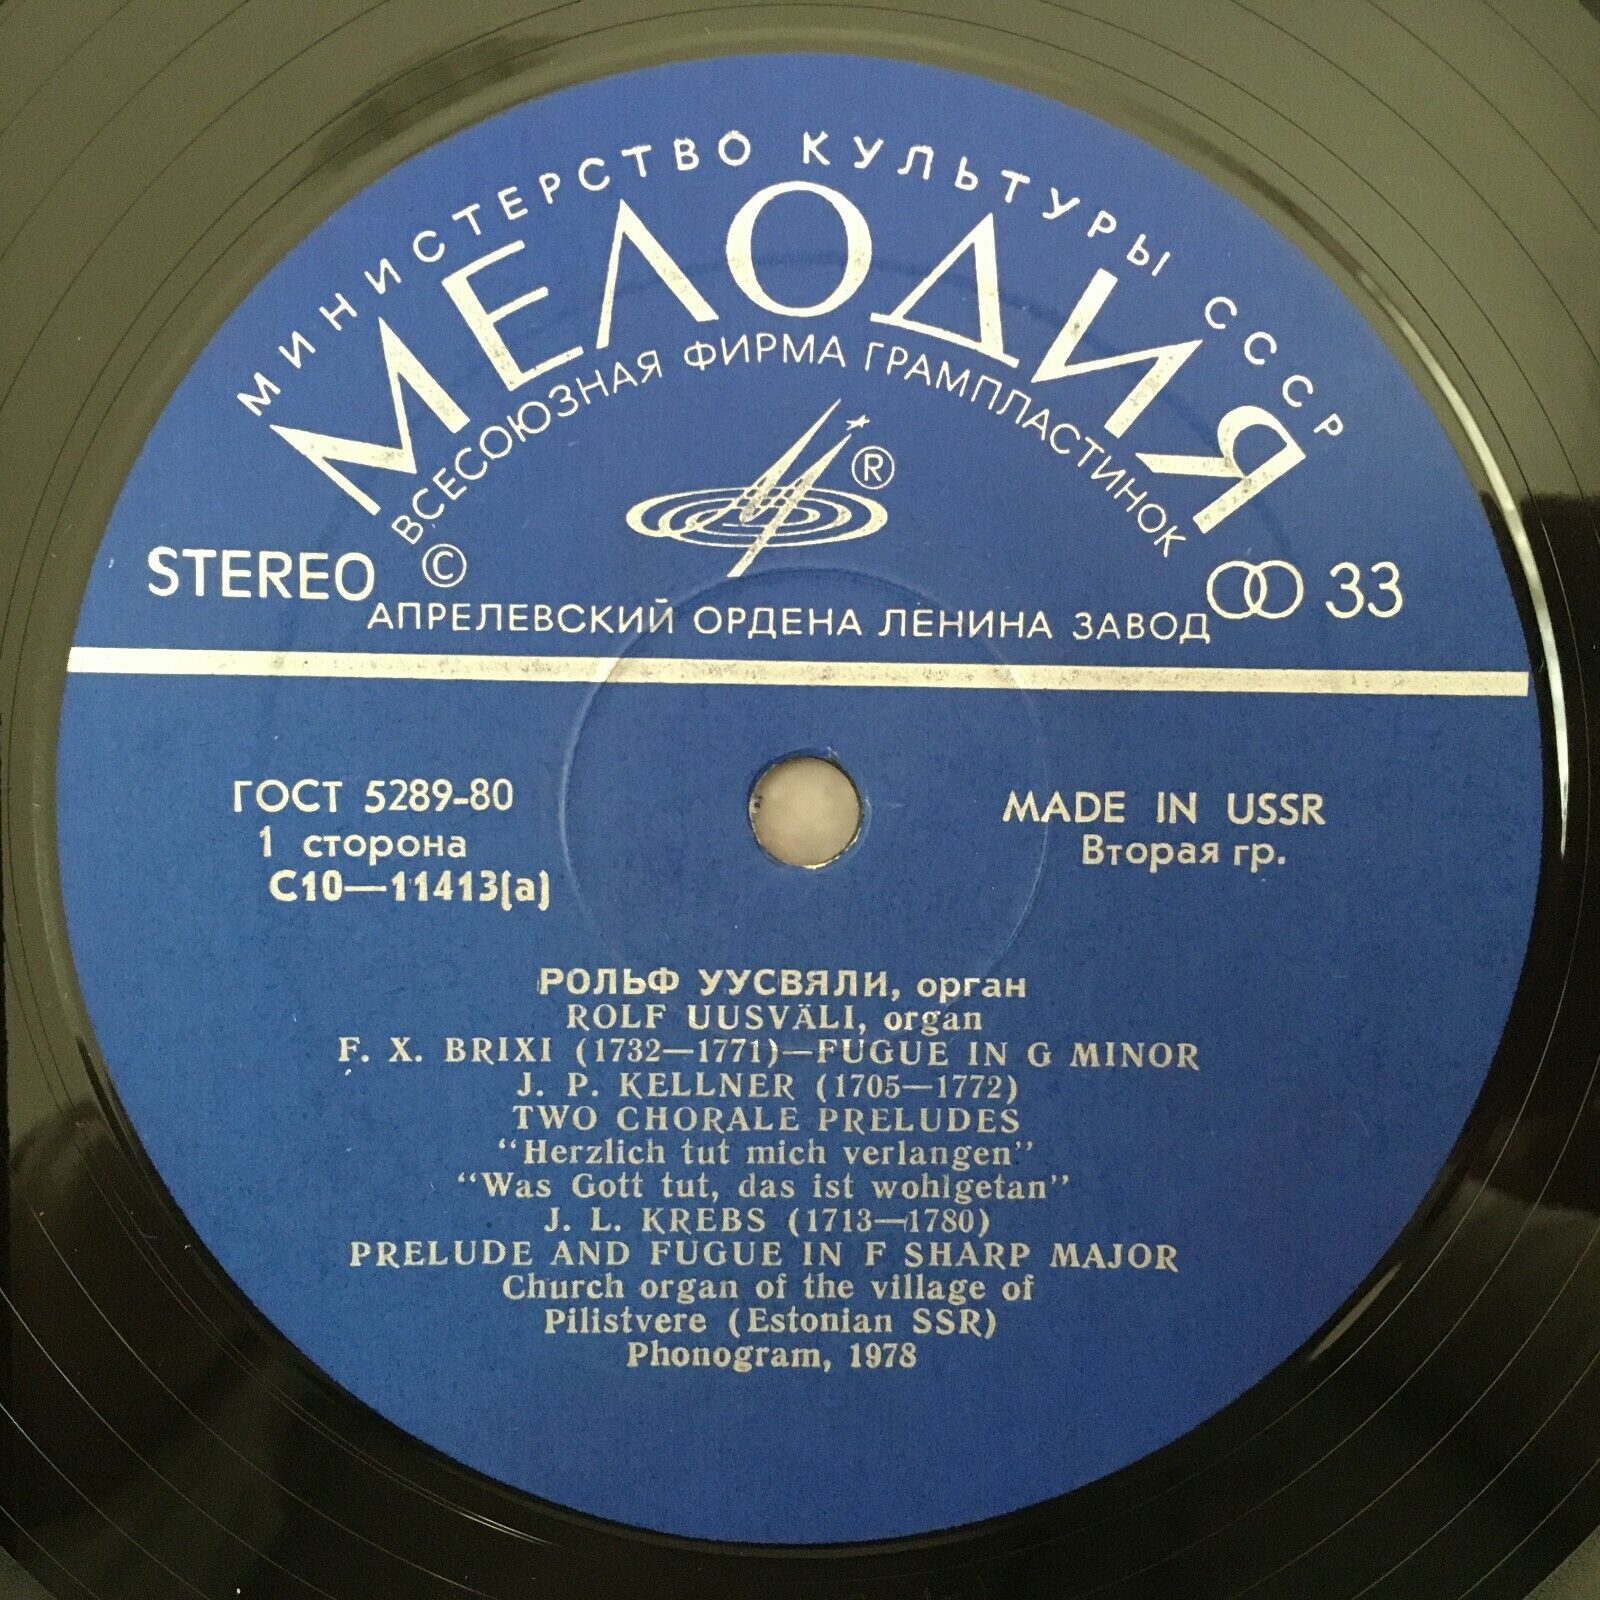 МИНИСТЕРСТВО КУЛЬТУРЫ СССР
МЕЛОДИЯ
ВСЕСОЮЗНАЯ ФИРМА ГРАМПЛАСТИНОК
®
STEREO © 33
АПРЕЛЕВСКИЙ ОРДЕНА ЛЕНИНА ЗАВОД
ГОСТ 5289-80
1 сторона
С10—11413(а)
MADE IN USSR
Вторая гр.
РОЛЬФ УУСВЯЛИ, орган
ROLF UUSVÄLI, organ
F. X. BRIXI (1732—1771)—FUGUE IN G MINOR
J. P. KELLNER (1705—1772)
TWO CHORALE PRELUDES
“Herzlich tut mich verlangen”
“Was Gott tut, das ist wohlgetan”
J. L. KREBS (1713—1780)
PRELUDE AND FUGUE IN F SHARP MAJOR
Church organ of the village of
Pilistvere (Estonian SSR)
Phonogram, 1978